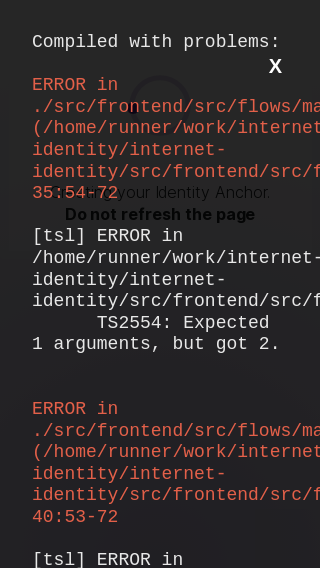 Compiled with problems:
X
ERROR in
./src/frontend/src/flows/ma
(/home/runner/work/internet
identity/internet-
identity/src/frontend/src/f
35:54-72
Creating your Identity Anchor.
Do not refresh the page
[tsl] ERROR in
/home/runner/work/internet-
identity/internet-
identity/src/frontend/src/f
TS2554: Expected
1 arguments, but got 2.
ERROR in
./src/frontend/src/flows/ma
(/home/runner/work/internet
identity/internet-
identity/src/frontend/src/f
40:53-72
[tsl] ERROR in